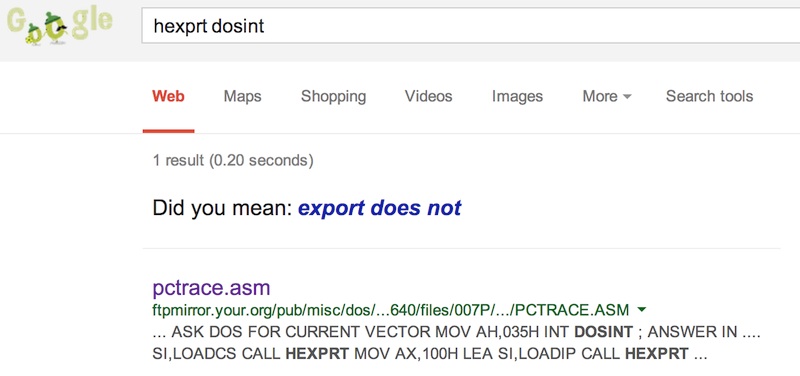 Google
hexprt dosint
Web Maps Shopping Videos Images More Search tools
1 result (0.20 seconds)
Did you mean: export does not
pctrace.asm
ftpmirror.your.org/pub/misc/dos/...640/files/007P/.../PCTRACE.ASM
... ASK DOS FOR CURRENT VECTOR MOV AH,035H INT DOSINT ; ANSWER IN ....
SI,LOADCS CALL HEXPRT MOV AX,100H LEA SI,LOADIP CALL HEXPRT ...